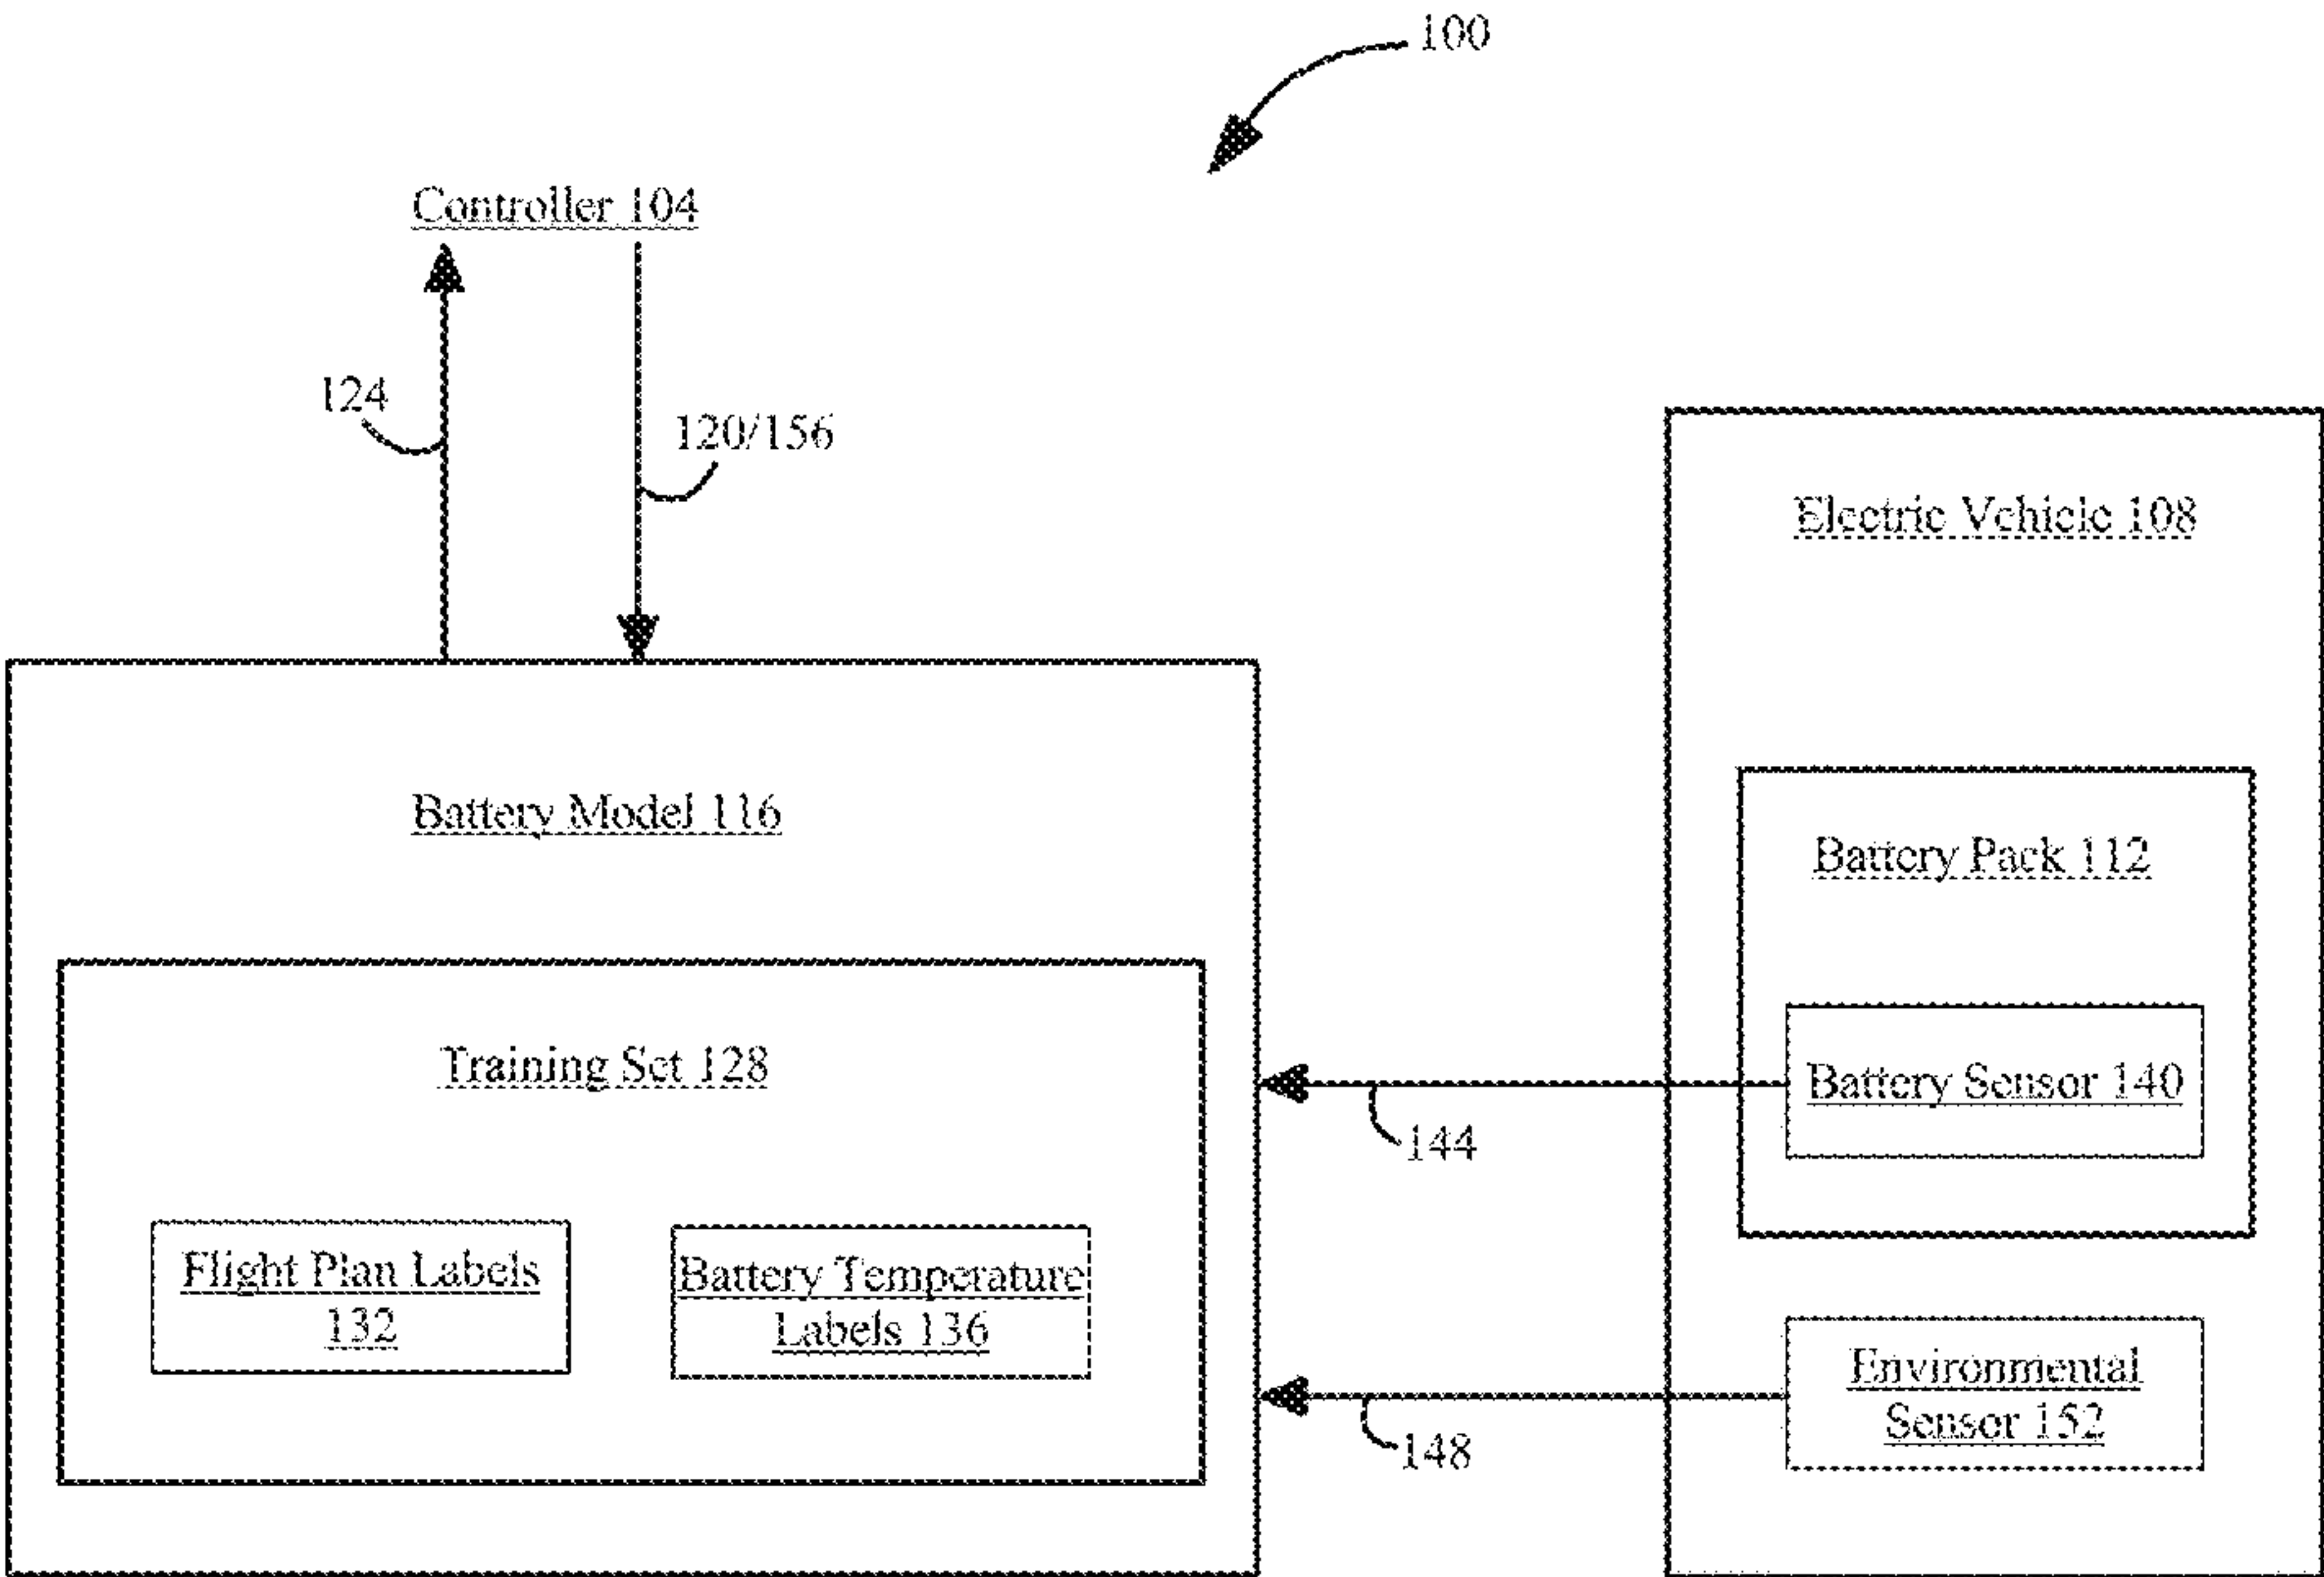 100
Controller 104
124
120/156
Electric Vehicle 108
Battery Model 116
Battery Pack 112
Training Set 128
Battery Sensor 140
144
Flight Plan Labels
132
Battery Temperature
Labels 136
Environmental
Sensor 152
148